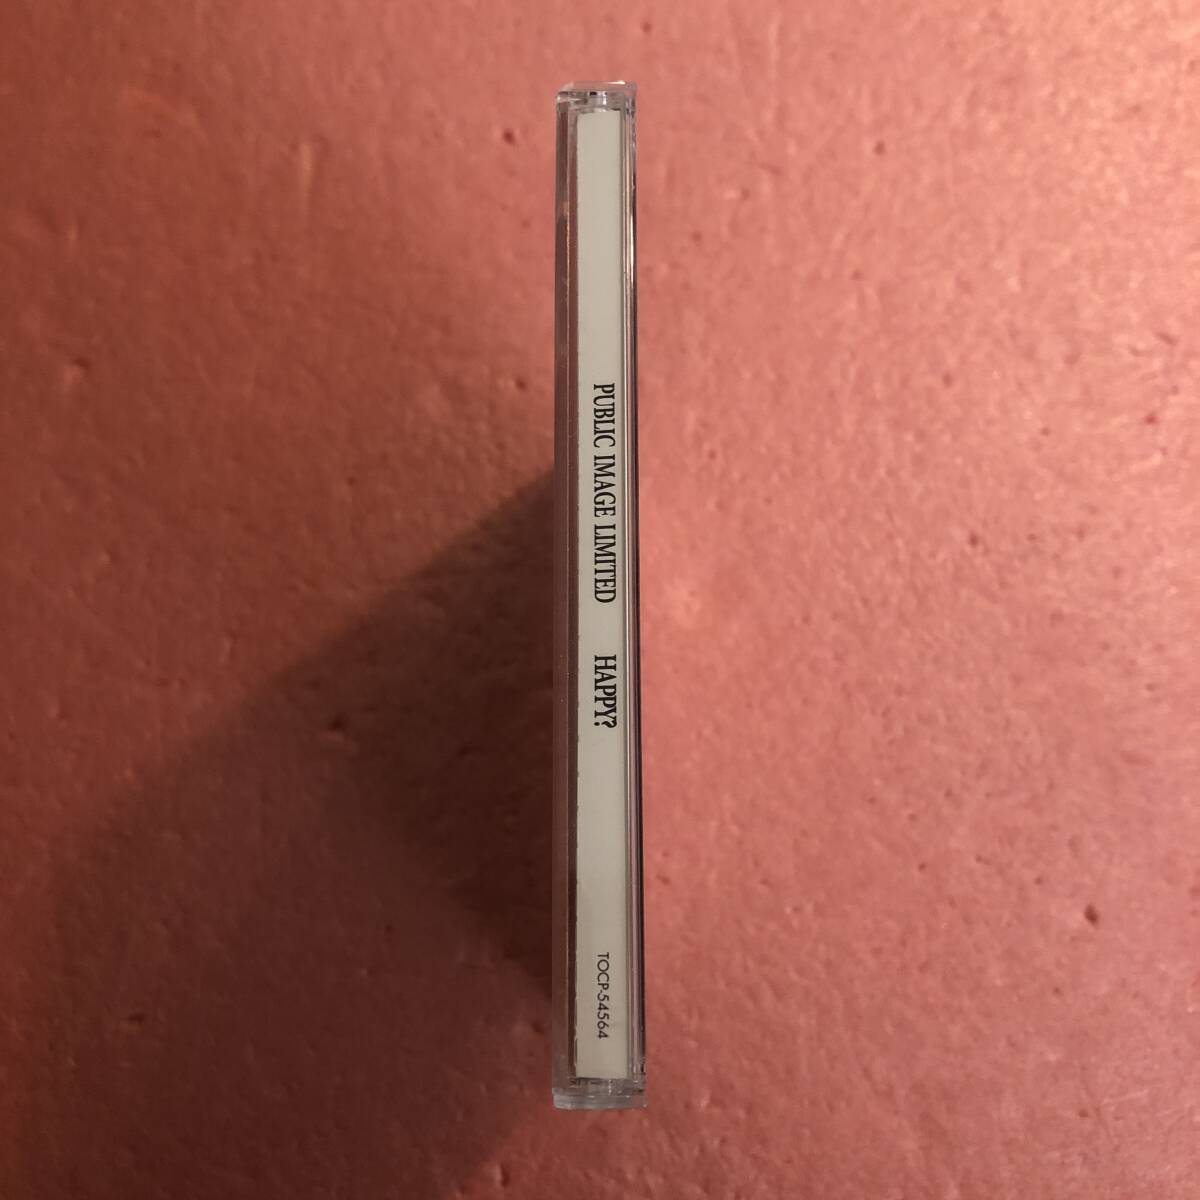 PUBLIC IMAGE LIMITED HAPPY?
TOCP-54564